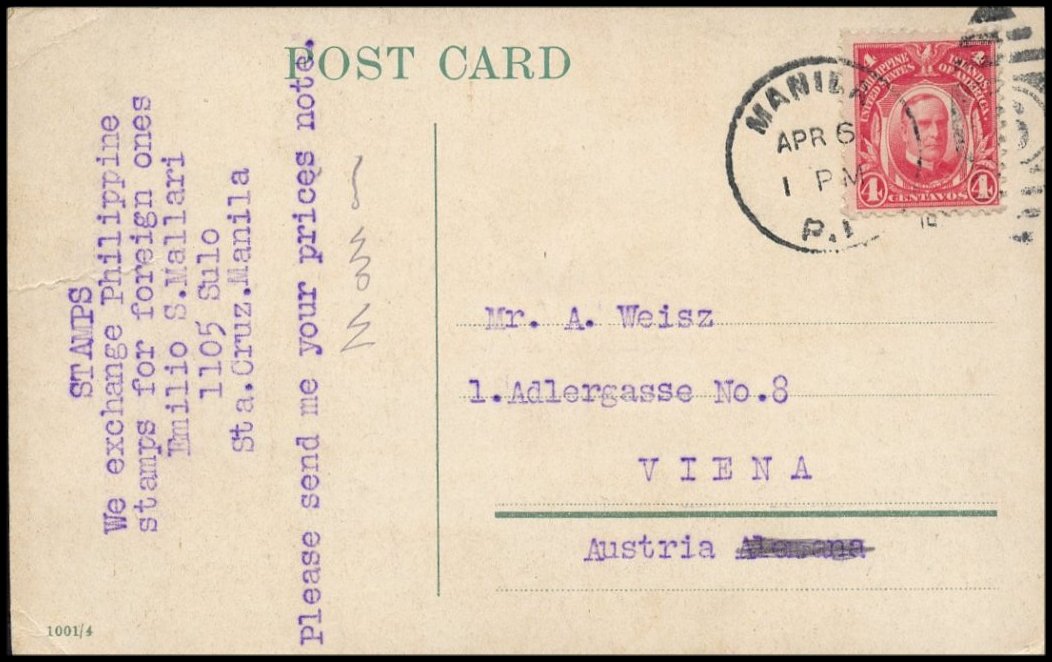 POST CARD
STAMPS
We exchange Philippine
stamps for foreign ones
Emilio S.Mallari
1105 Sulo
Sta.Cruz.Manila
Please send me your prices note.
MANILA
APR 6
1 PM
P.I.
4 4
PHILIPPINE ISLANDS
UNITED STATES OF AMERICA
4 4
CENTAVOS
Mr. A. Weisz
1.Adlergasse No.8
VIENA
Austria
1001/4